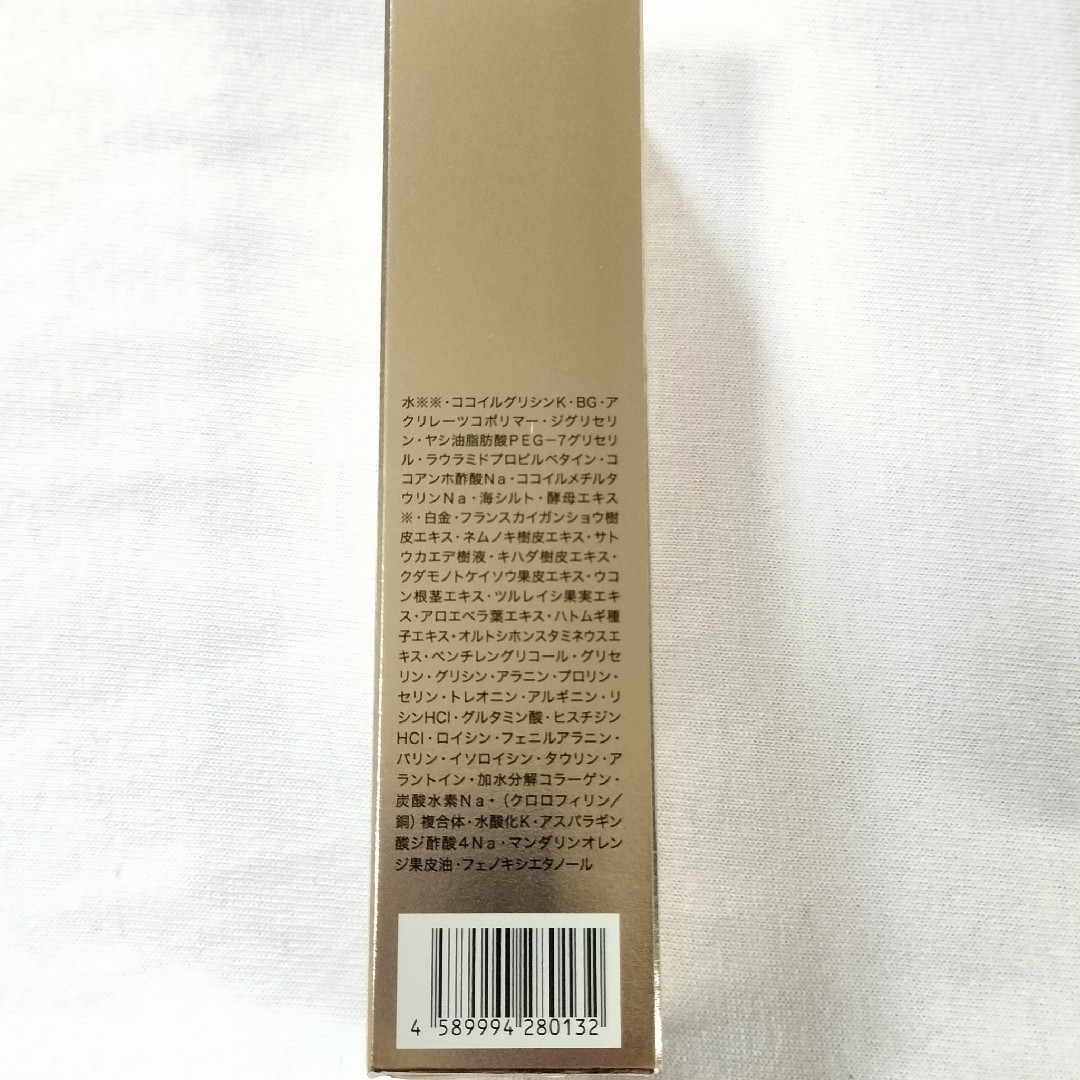 水※※・ココイルグリシンK・BG・ア
クリレーツコポリマー・ジグリセリ
ン・ヤシ油脂肪酸PEG－7グリセリ
ル・ラウラミドプロピルベタイン・コ
コアンホ酢酸Na・ココイルメチルタ
ウリンNa・海シルト・酵母エキス
※・白金・フランスカイガンショウ樹
皮エキス・ネムノキ樹皮エキス・サト
ウカエデ樹液・キハダ樹皮エキス・
クダモノトケイソウ果皮エキス・ウコ
ン根茎エキス・ツルレイシ果実エキ
ス・アロエベラ葉エキス・ハトムギ種
子エキス・オルトシホンスタミネウスエ
キス・ペンチレングリコール・グリセ
リン・グリシン・アラニン・プロリン・
セリン・トレオニン・アルギニン・リ
シンHCl・グルタミン酸・ヒスチジン
HCl・ロイシン・フェニルアラニン・
バリン・イソロイシン・タウリン・ア
ラントイン・加水分解コラーゲン・
炭酸水素Na・（クロロフィリン／
銅）複合体・水酸化K・アスパラギン
酸ジ酢酸4Na・マンダリンオレン
ジ果皮油・フェノキシエタノール
4 589994 280132